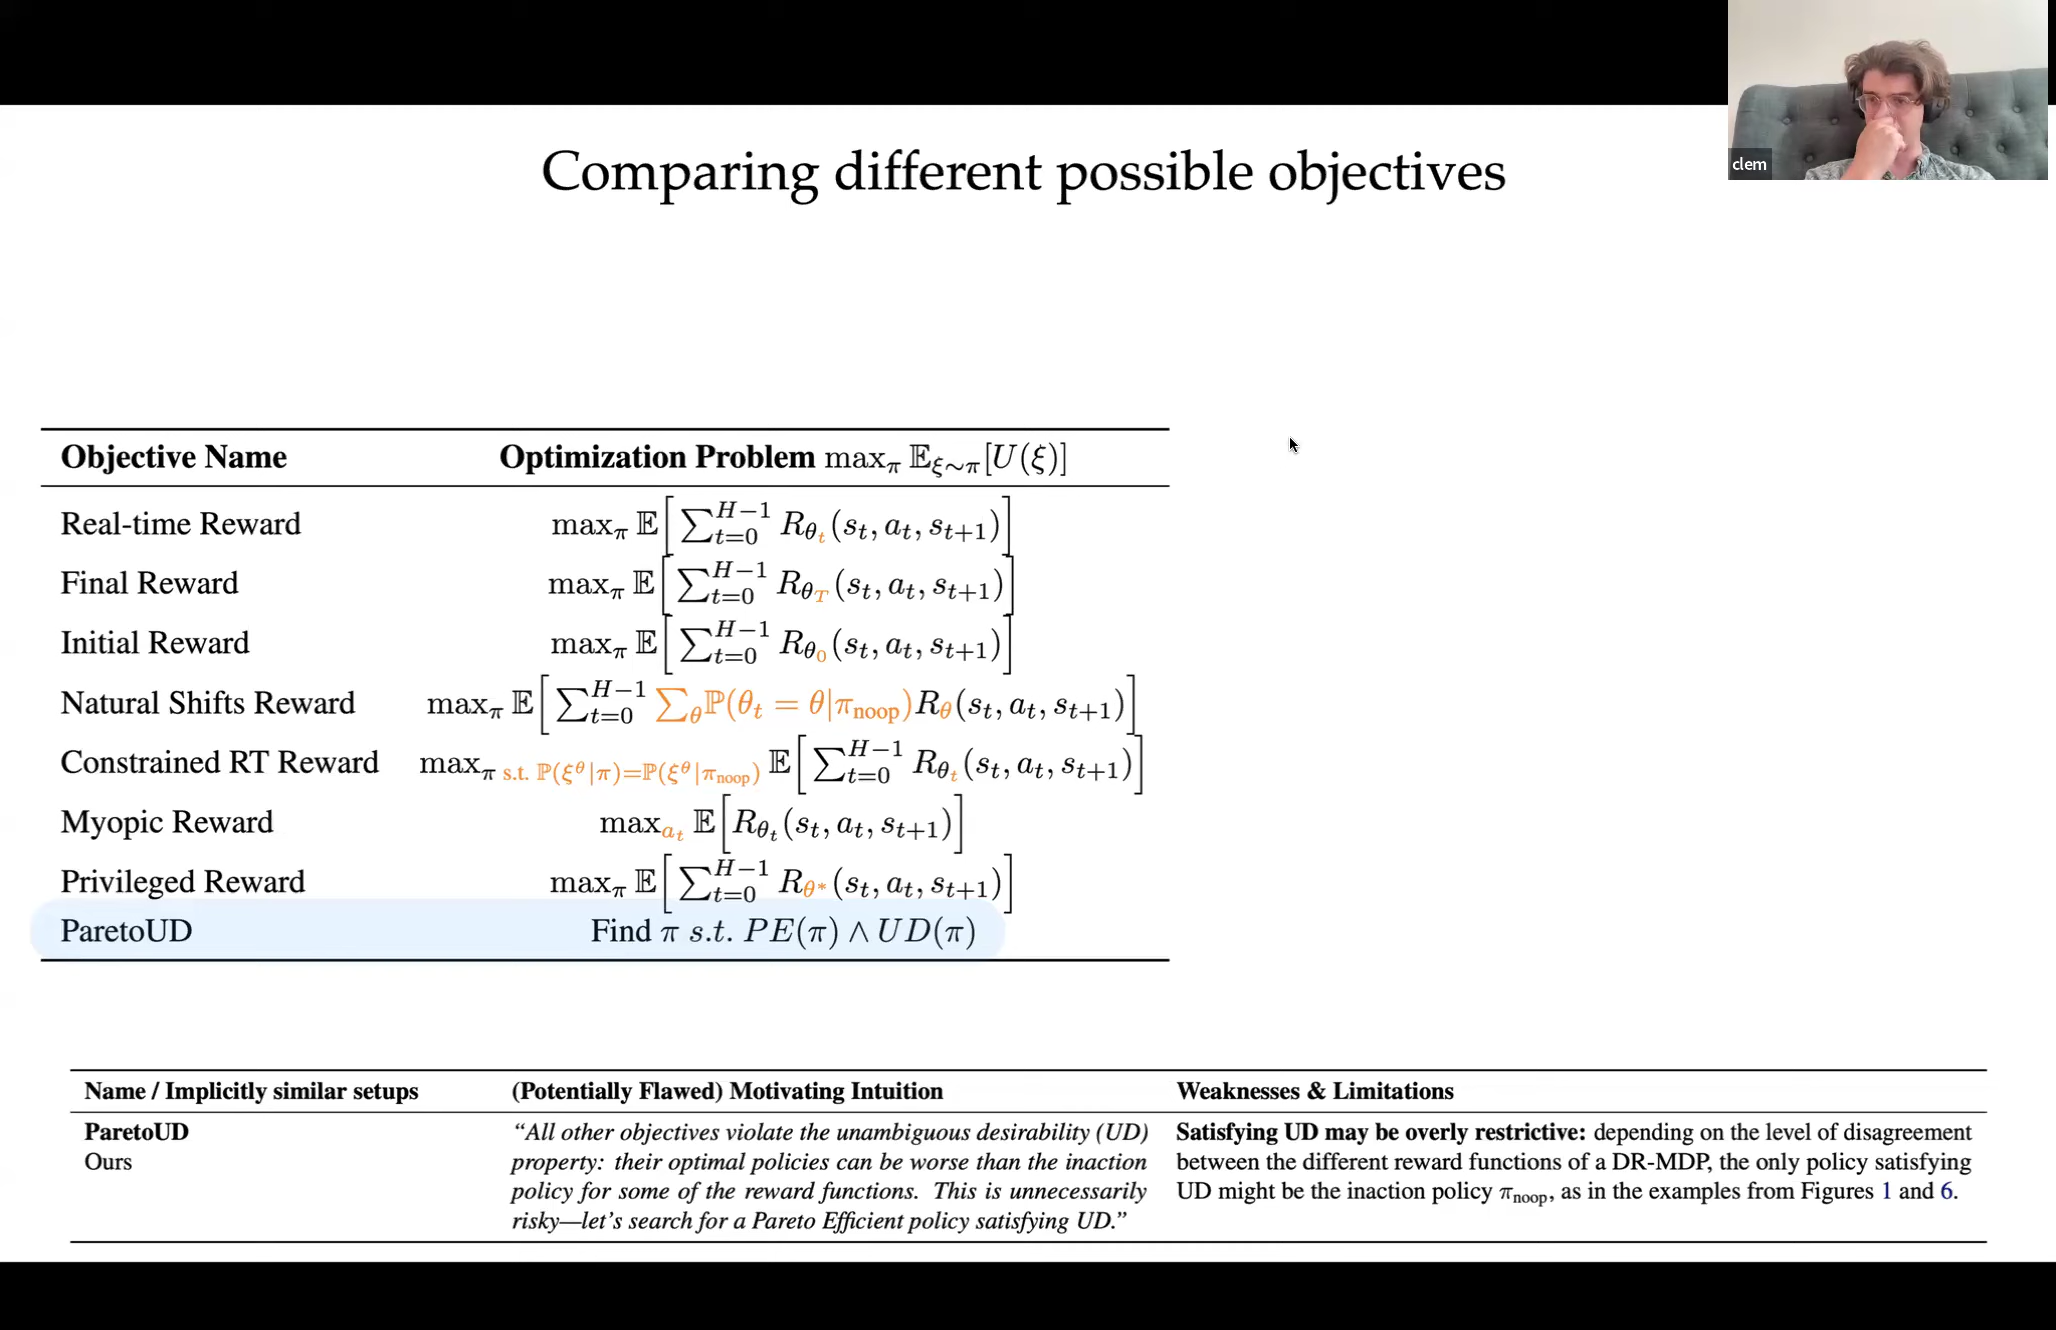 clem
Comparing different possible objectives
Objective Name Optimization Problem max_π 𝔼_{ξ∼π}[U(ξ)]
Real-time Reward max_π 𝔼[∑_{t=0}^{H−1} R_{θ_t}(s_t, a_t, s_{t+1})]
Final Reward max_π 𝔼[∑_{t=0}^{H−1} R_{θ_T}(s_t, a_t, s_{t+1})]
Initial Reward max_π 𝔼[∑_{t=0}^{H−1} R_{θ_0}(s_t, a_t, s_{t+1})]
Natural Shifts Reward max_π 𝔼[∑_{t=0}^{H−1} ∑_θ ℙ(θ_t = θ|π_noop) R_θ(s_t, a_t, s_{t+1})]
Constrained RT Reward max_{π s.t. ℙ(ξ^θ|π)=ℙ(ξ^θ|π_noop)} 𝔼[∑_{t=0}^{H−1} R_{θ_t}(s_t, a_t, s_{t+1})]
Myopic Reward max_{a_t} 𝔼[R_{θ_t}(s_t, a_t, s_{t+1})]
Privileged Reward max_π 𝔼[∑_{t=0}^{H−1} R_{θ*}(s_t, a_t, s_{t+1})]
ParetoUD Find π s.t. PE(π) ∧ UD(π)
Name / Implicitly similar setups (Potentially Flawed) Motivating Intuition Weaknesses & Limitations
ParetoUD
Ours
“All other objectives violate the unambiguous desirability (UD)
property: their optimal policies can be worse than the inaction
policy for some of the reward functions. This is unnecessarily
risky—let’s search for a Pareto Efficient policy satisfying UD.”
Satisfying UD may be overly restrictive: depending on the level of disagreement
between the different reward functions of a DR-MDP, the only policy satisfying
UD might be the inaction policy π_noop, as in the examples from Figures 1 and 6.